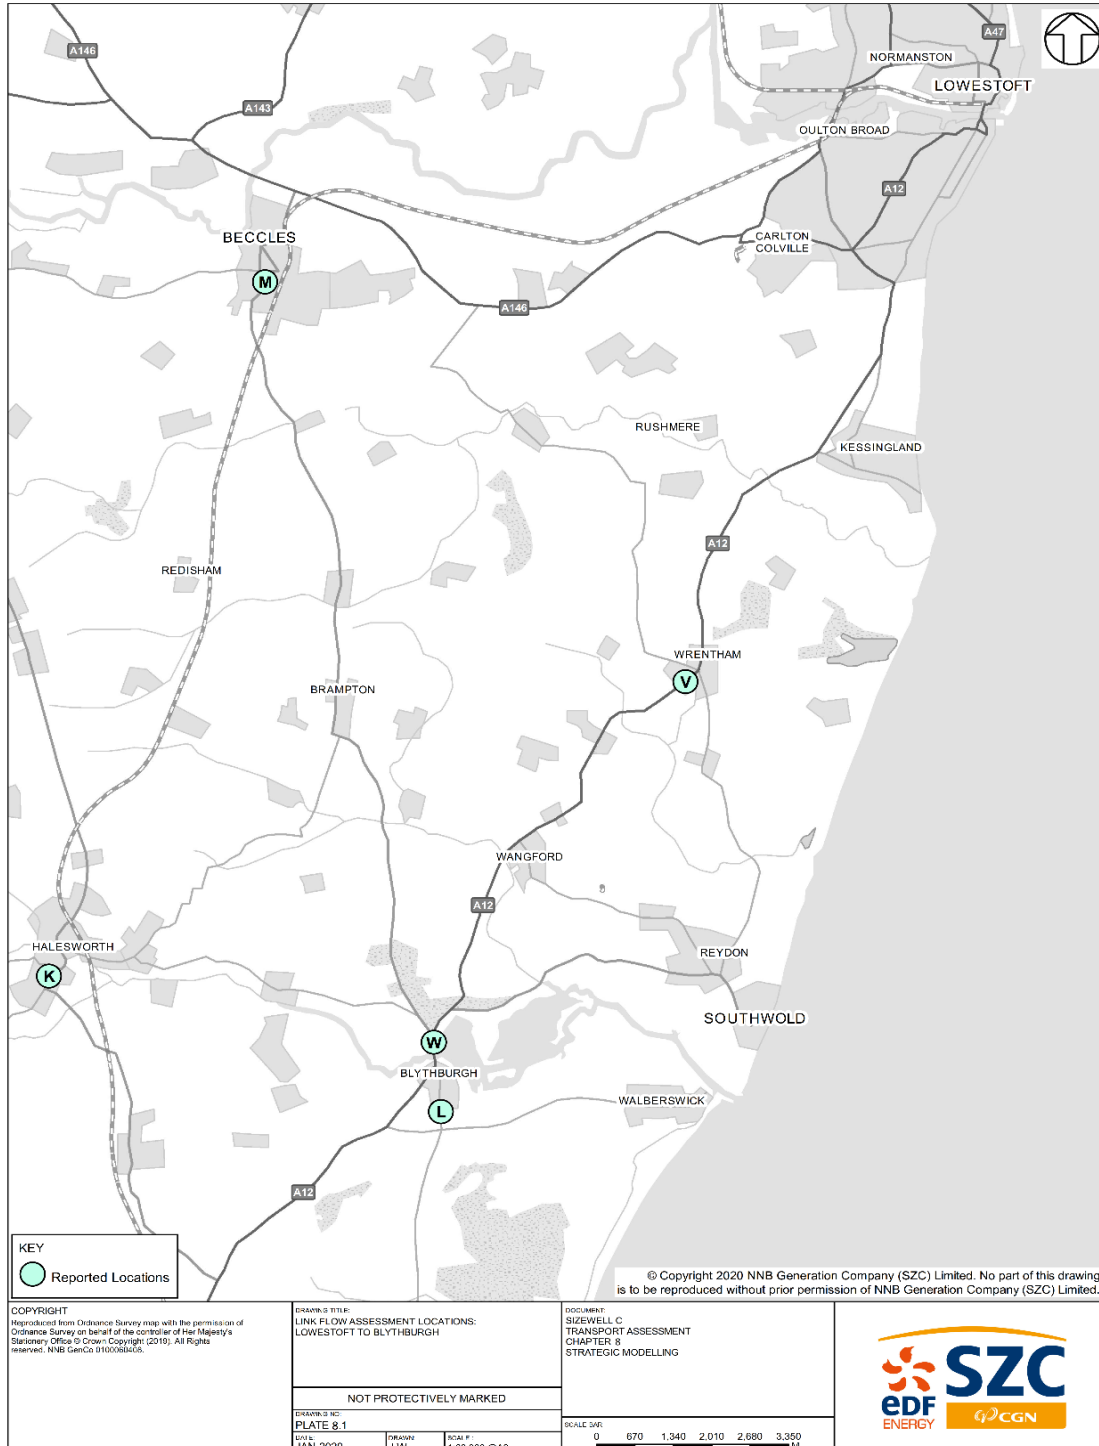 A146
A47
NORMANSTON
LOWESTOFT
A143
OULTON BROAD
A12
BECCLES
CARLTON
COLVILLE
M
A146
RUSHMERE
KESSINGLAND
A12
REDISHAM
WRENTHAM
V
BRAMPTON
WANGFORD
A12
HALESWORTH
REYDON
K
SOUTHWOLD
W
BLYTHBURGH
WALBERSWICK
L
A12
KEY
Reported Locations
© Copyright 2020 NNB Generation Company (SZC) Limited. No part of this drawing
is to be reproduced without prior permission of NNB Generation Company (SZC) Limited.
COPYRIGHT
Reproduced from Ordnance Survey map with the permission of
Ordnance Survey on behalf of the controller of Her Majesty's
Stationery Office © Crown Copyright (2019). All Rights
reserved. NNB GenCo 0100060408.
DRAWING TITLE:
LINK FLOW ASSESSMENT LOCATIONS:
LOWESTOFT TO BLYTHBURGH
NOT PROTECTIVELY MARKED
DRAWING NO:
PLATE 8.1
DATE:
JAN 2020
DRAWN:
SCALE :
DOCUMENT:
SIZEWELL C
TRANSPORT ASSESSMENT
CHAPTER 8
STRATEGIC MODELLING
SCALE BAR
0 670 1,340 2,010 2,680 3,350
M
eDF
ENERGY
SZC
CGN